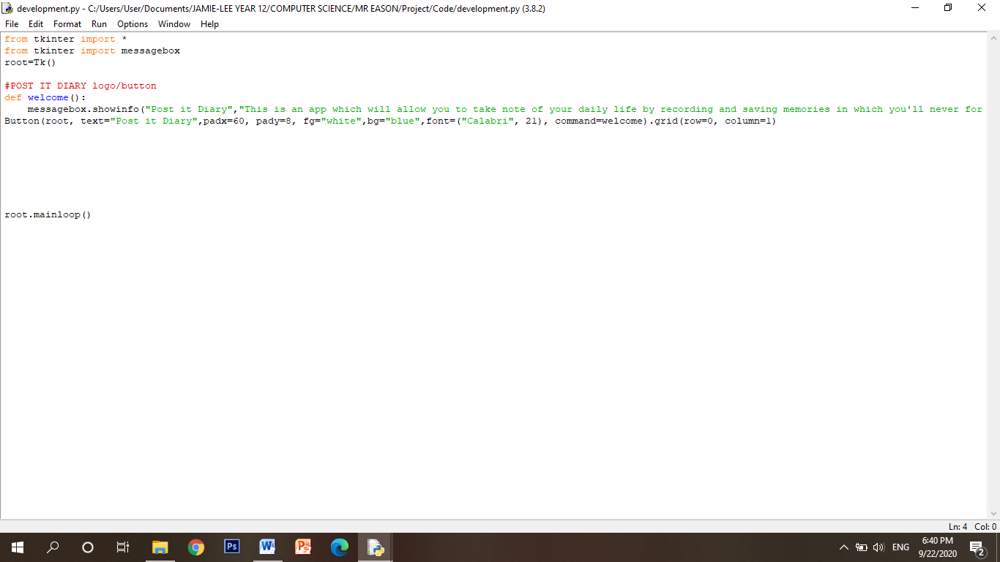 development.py - C:/Users/User/Documents/JAMIE-LEE YEAR 12/COMPUTER SCIENCE/MR EASON/Project/Code/development.py (3.8.2)
File Edit Format Run Options Window Help
from tkinter import *
from tkinter import messagebox
root=Tk()
#POST IT DIARY logo/button
def welcome():
    messagebox.showinfo("Post it Diary","This is an app which will allow you to take note of your daily life by recording and saving memories in which you'll never for
Button(root, text="Post it Diary",padx=60, pady=8, fg="white",bg="blue",font=("Calabri", 21), command=welcome).grid(row=0, column=1)
root.mainloop()
Ln: 4 Col: 0
Ps
W
P
ENG
6:40 PM
9/22/2020
2